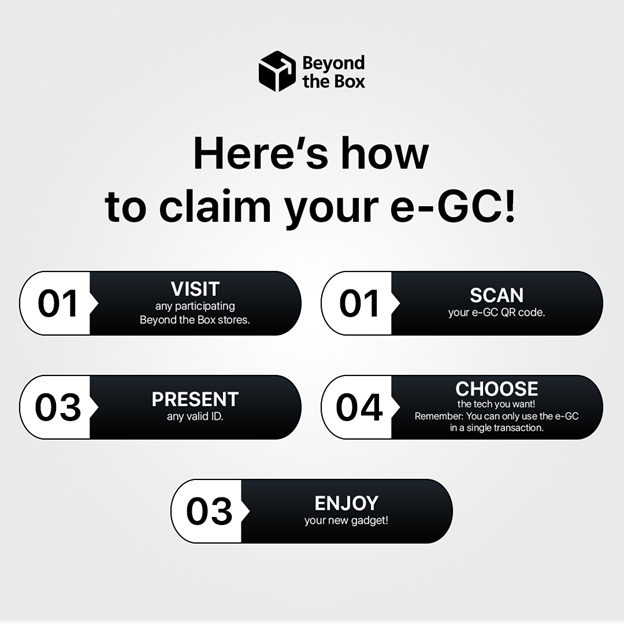 Beyond
the Box
Here’s how
to claim your e-GC!
01
VISIT
any participating
Beyond the Box stores.
01
SCAN
your e-GC QR code.
03
PRESENT
any valid ID.
04
CHOOSE
the tech you want!
Remember: You can only use the e-GC
in a single transaction.
03
ENJOY
your new gadget!